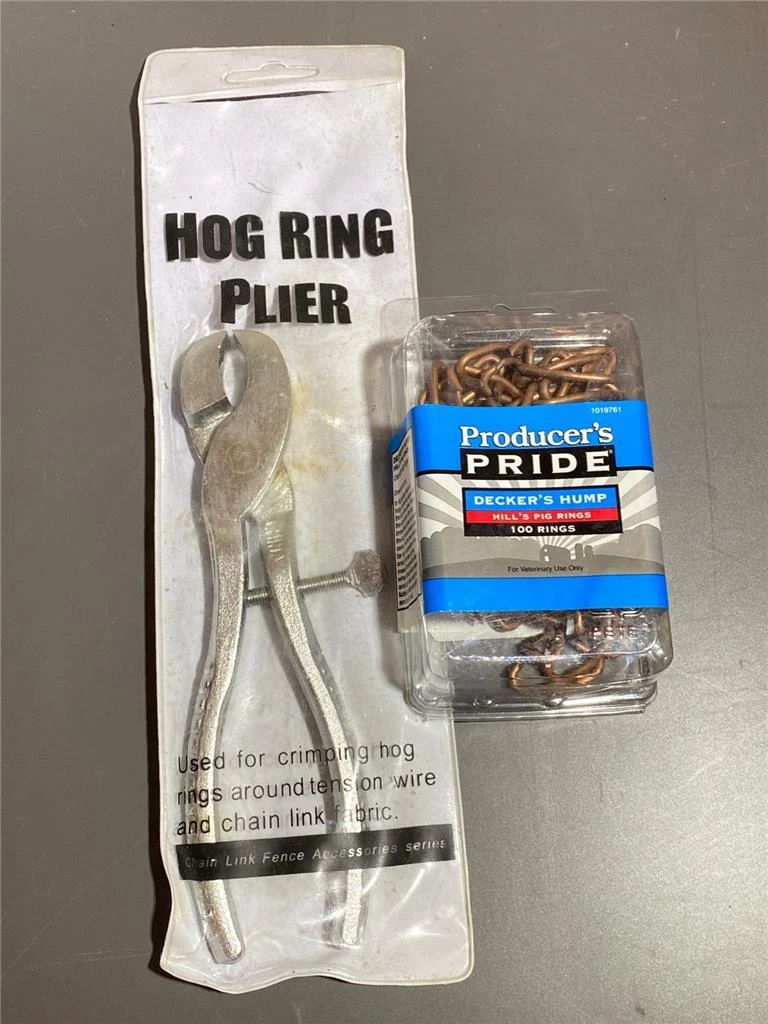 HOG RING
PLIER
Used for crimping hog
rings around tension wire
and chain link fabric.
Chain Link Fence Accessories series
1019761
Producer's
PRIDE
DECKER'S HUMP
HILL'S PIG RINGS
100 RINGS
For Veterinary Use Only
PETE